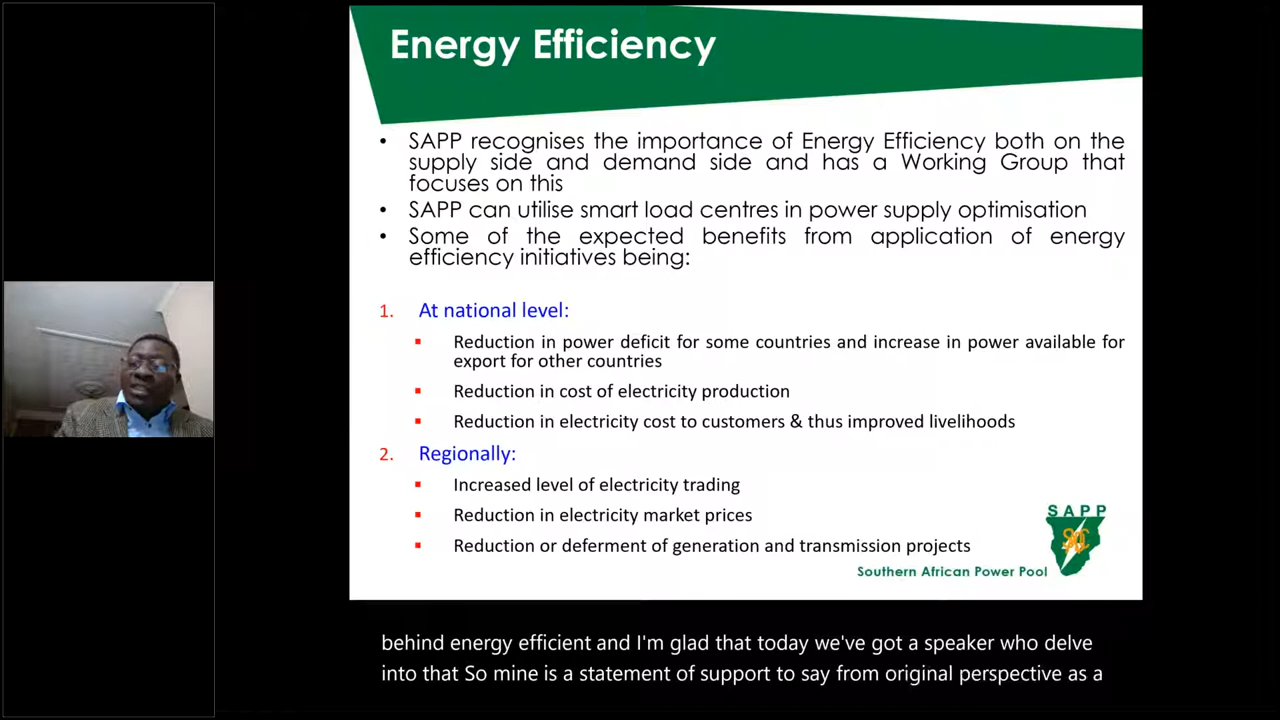 Energy Efficiency
• SAPP recognises the importance of Energy Efficiency both on the
supply side and demand side and has a Working Group that
focuses on this
• SAPP can utilise smart load centres in power supply optimisation
• Some of the expected benefits from application of energy
efficiency initiatives being:
1. At national level:
▪ Reduction in power deficit for some countries and increase in power available for
export for other countries
▪ Reduction in cost of electricity production
▪ Reduction in electricity cost to customers & thus improved livelihoods
2. Regionally:
▪ Increased level of electricity trading
▪ Reduction in electricity market prices
▪ Reduction or deferment of generation and transmission projects
SAPP
Southern African Power Pool
behind energy efficient and I'm glad that today we've got a speaker who delve
into that So mine is a statement of support to say from original perspective as a